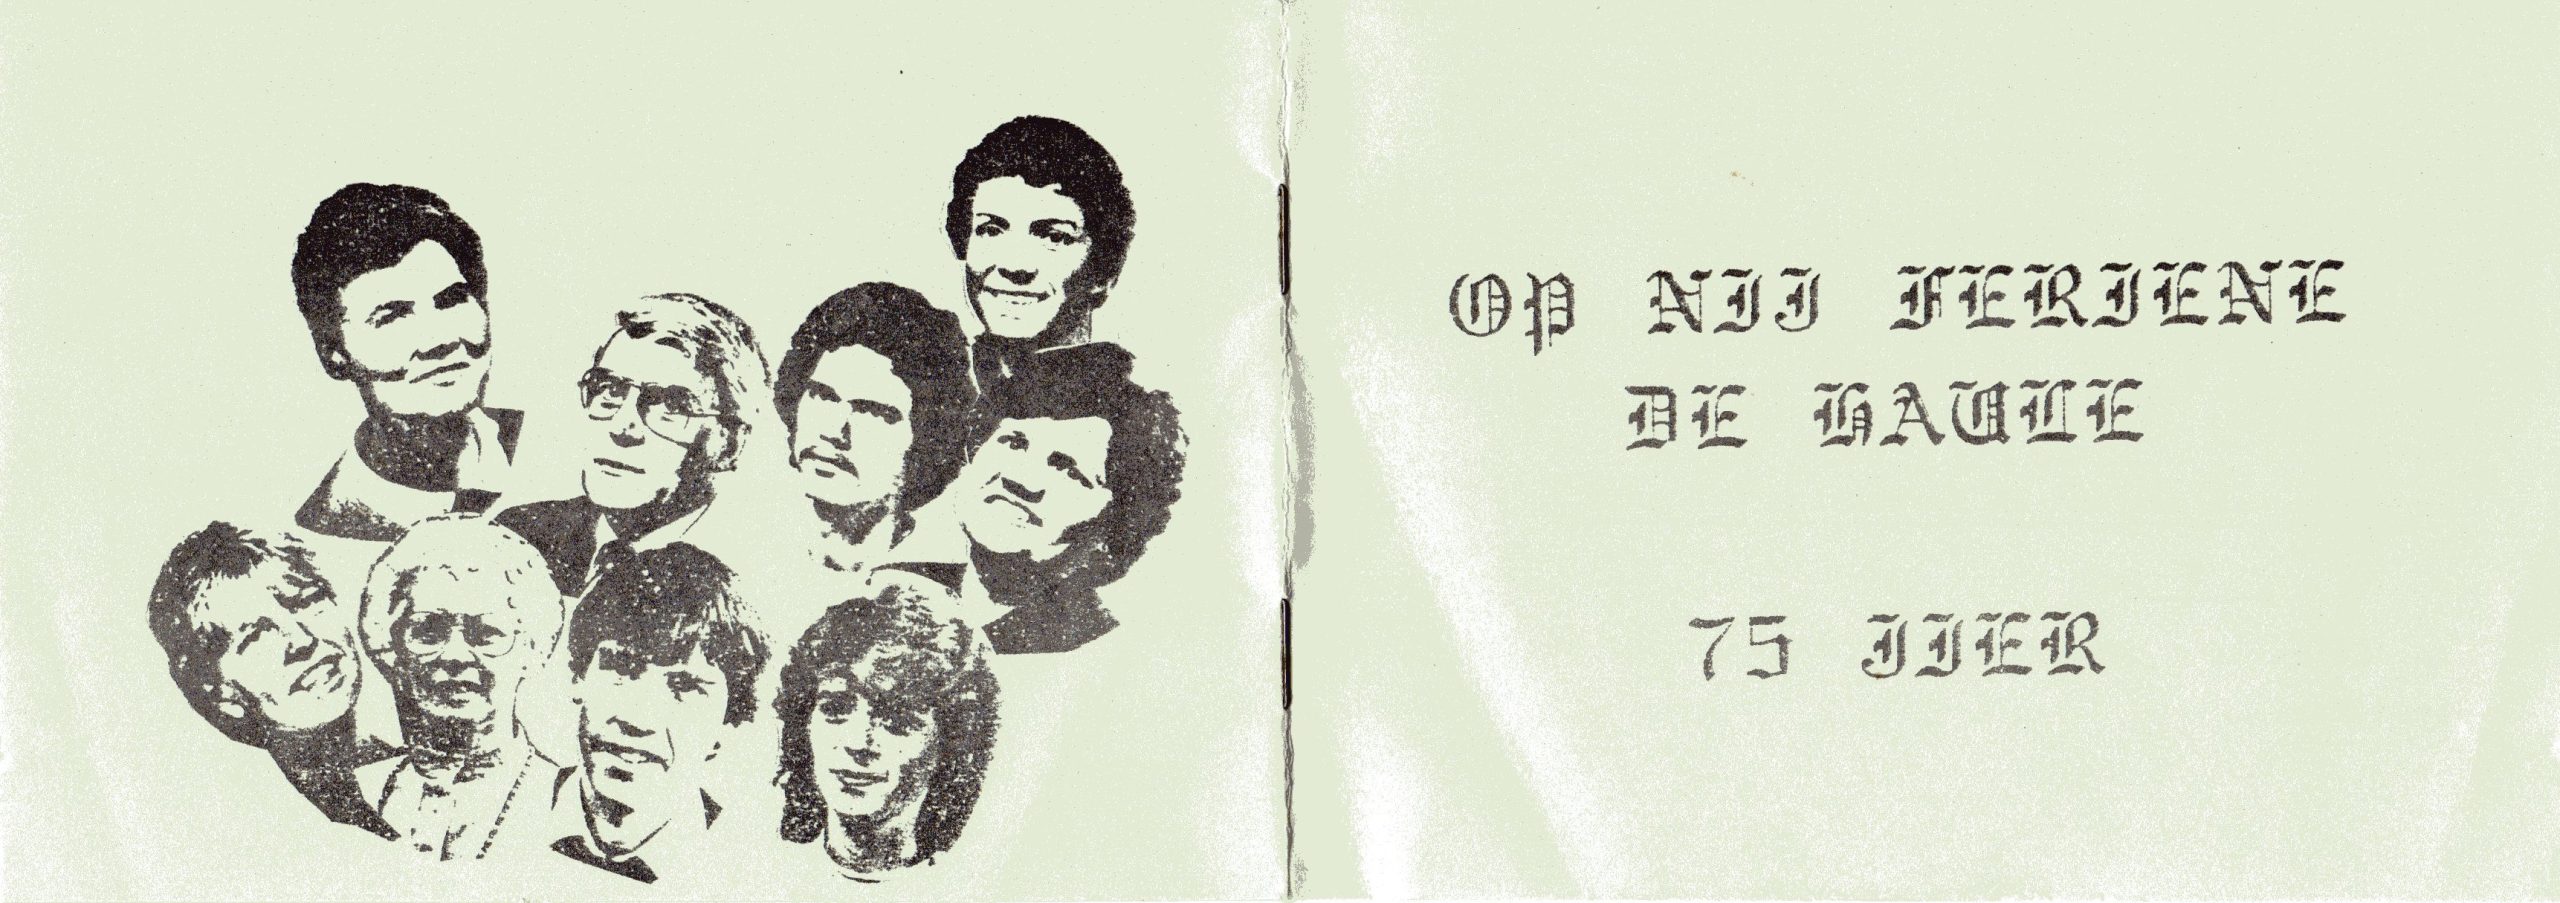 OP NIJ FERIENE
DE HAULE
75 JIER